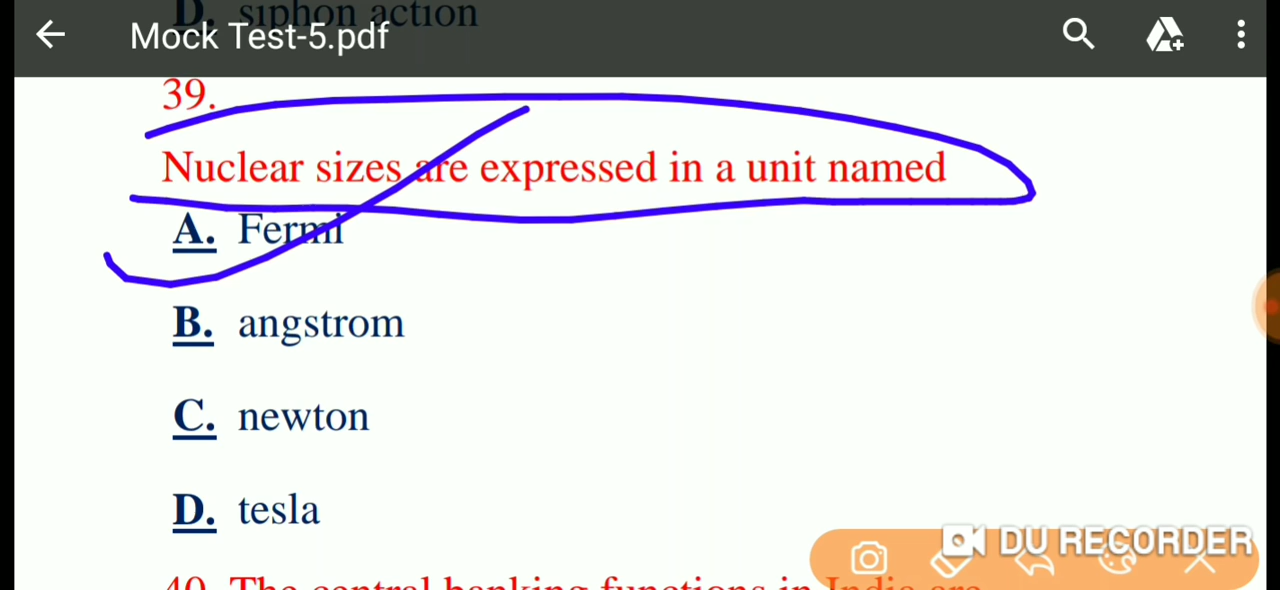 D. siphon action
Mock Test-5.pdf
39.
Nuclear sizes are expressed in a unit named
A. Fermi
B. angstrom
C. newton
D. tesla
DU RECORDER
40. The central banking functions in India are